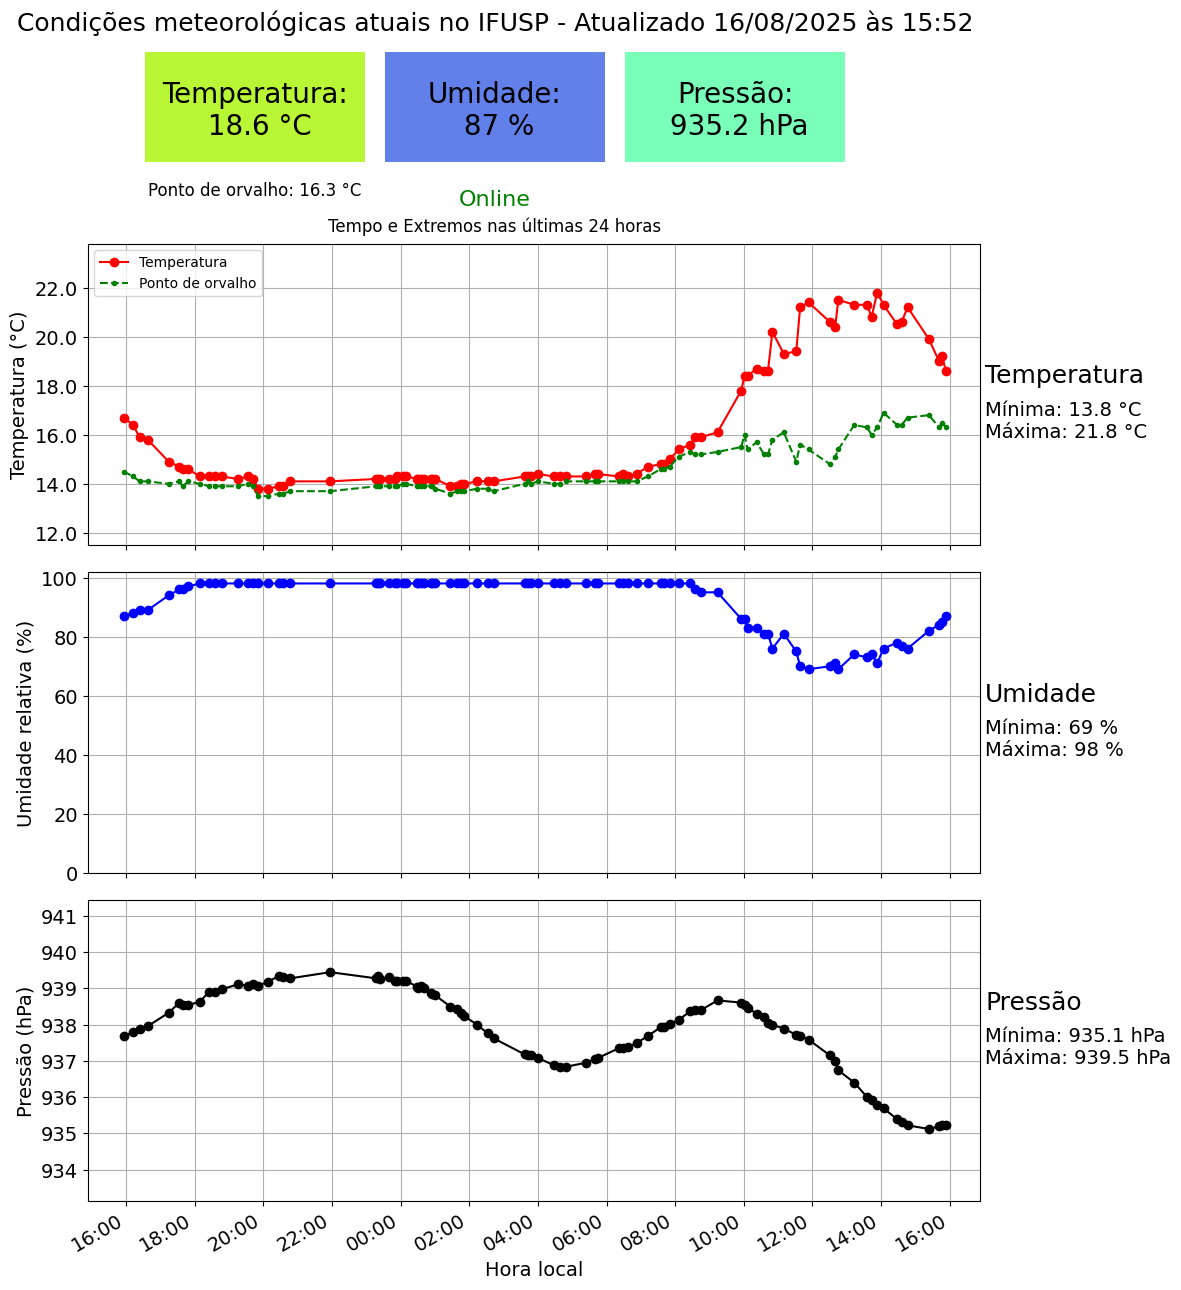 Condições meteorológicas atuais no IFUSP - Atualizado 16/08/2025 às 15:52
Temperatura:
18.6 °C
Umidade:
87 %
Pressão:
935.2 hPa
Ponto de orvalho: 16.3 °C
Online
Tempo e Extremos nas últimas 24 horas
Temperatura
Ponto de orvalho
Temperatura (°C)
22.0
20.0
18.0
16.0
14.0
12.0
Temperatura
Mínima: 13.8 °C
Máxima: 21.8 °C
Umidade relativa (%)
100
80
60
40
20
0
Umidade
Mínima: 69 %
Máxima: 98 %
Pressão (hPa)
941
940
939
938
937
936
935
934
Pressão
Mínima: 935.1 hPa
Máxima: 939.5 hPa
16:00 18:00 20:00 22:00 00:00 02:00 04:00 06:00 08:00 10:00 12:00 14:00 16:00
Hora local